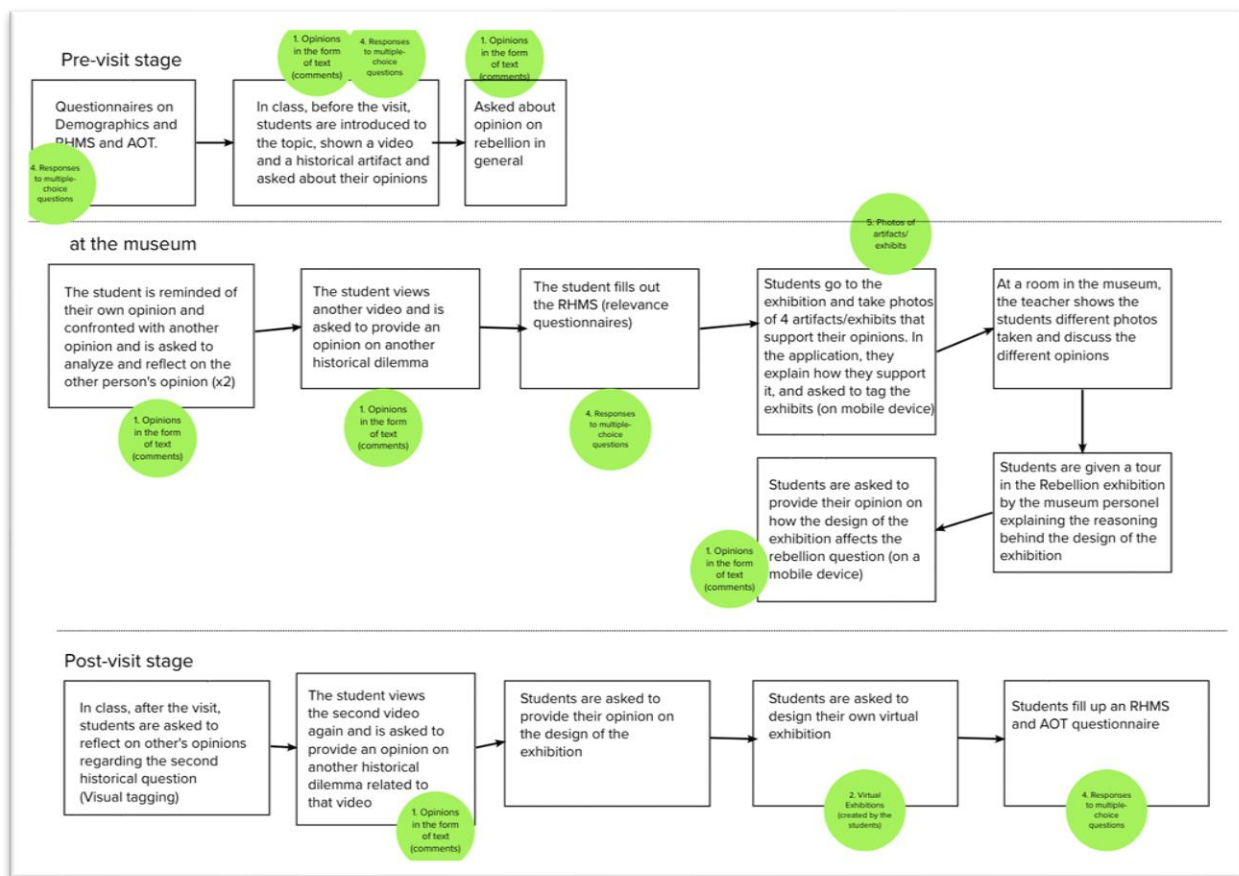 Pre-visit stage
1. Opinions
in the form
of text
(comments)
4. Responses
to multiple-
choice
questions
1. Opinions
in the form
of text
(comments)
Questionnaires on
Demographics and
RHMS and AOT.
4. Responses
to multiple-
choice
questions
In class, before the visit,
students are introduced to
the topic, shown a video
and a historical artifact and
asked about their opinions
Asked about
opinion on
rebellion in
general
at the museum
5. Photos of
artifacts/
exhibits
The student is reminded of
their own opinion and
confronted with another
opinion and is asked to
analyze and reflect on the
other person's opinion (x2)
1. Opinions
in the form
of text
(comments)
The student views
another video and is
asked to provide an
opinion on another
historical dilemma
1. Opinions
in the form
of text
(comments)
The student fills out
the RHMS (relevance
questionnaires)
4. Responses
to multiple-
choice
questions
Students go to the
exhibition and take photos
of 4 artifacts/exhibits that
support their opinions. In
the application, they
explain how they support
it, and asked to tag the
exhibits (on mobile device)
At a room in the museum,
the teacher shows the
students different photos
taken and discuss the
different opinions
Students are given a tour
in the Rebellion exhibition
by the museum personel
explaining the reasoning
behind the design of the
exhibition
Students are asked to
provide their opinion on
how the design of the
exhibition affects the
rebellion question (on a
mobile device)
1. Opinions
in the form
of text
(comments)
Post-visit stage
In class, after the visit,
students are asked to
reflect on other's opinions
regarding the second
historical question
(Visual tagging)
The student views
the second video
again and is asked to
provide an opinion on
another historical
dilemma related to
that video
1. Opinions
in the form
of text
(comments)
Students are asked to
provide their opinion on
the design of the
exhibition
Students are asked to
design their own virtual
exhibition
2. Virtual
Exhibitions
(created by the
students)
Students fill up an RHMS
and AOT questionnaire
4. Responses
to multiple-
choice
questions